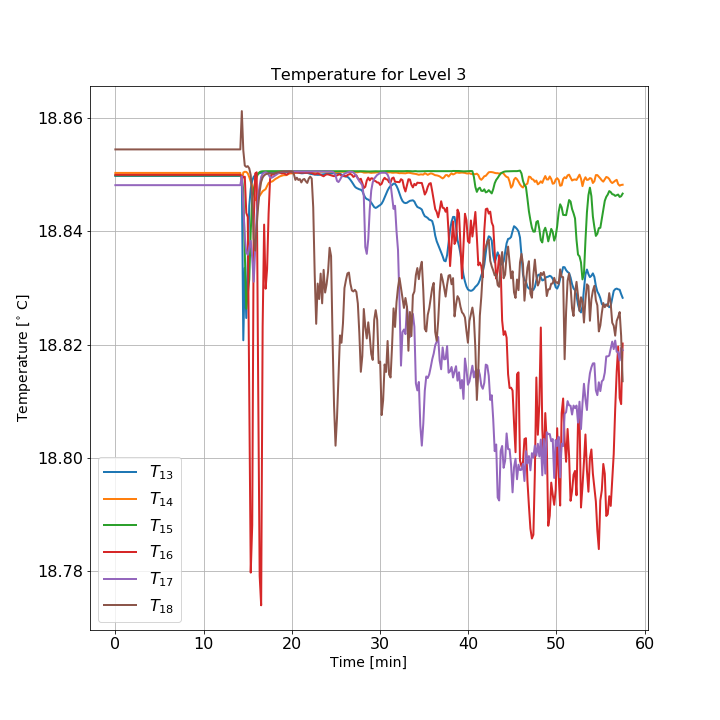 Temperature for Level 3
Temperature [° C]
18.86
18.84
18.82
18.80
18.78
T13
T14
T15
T16
T17
T18
0 10 20 30 40 50 60
Time [min]